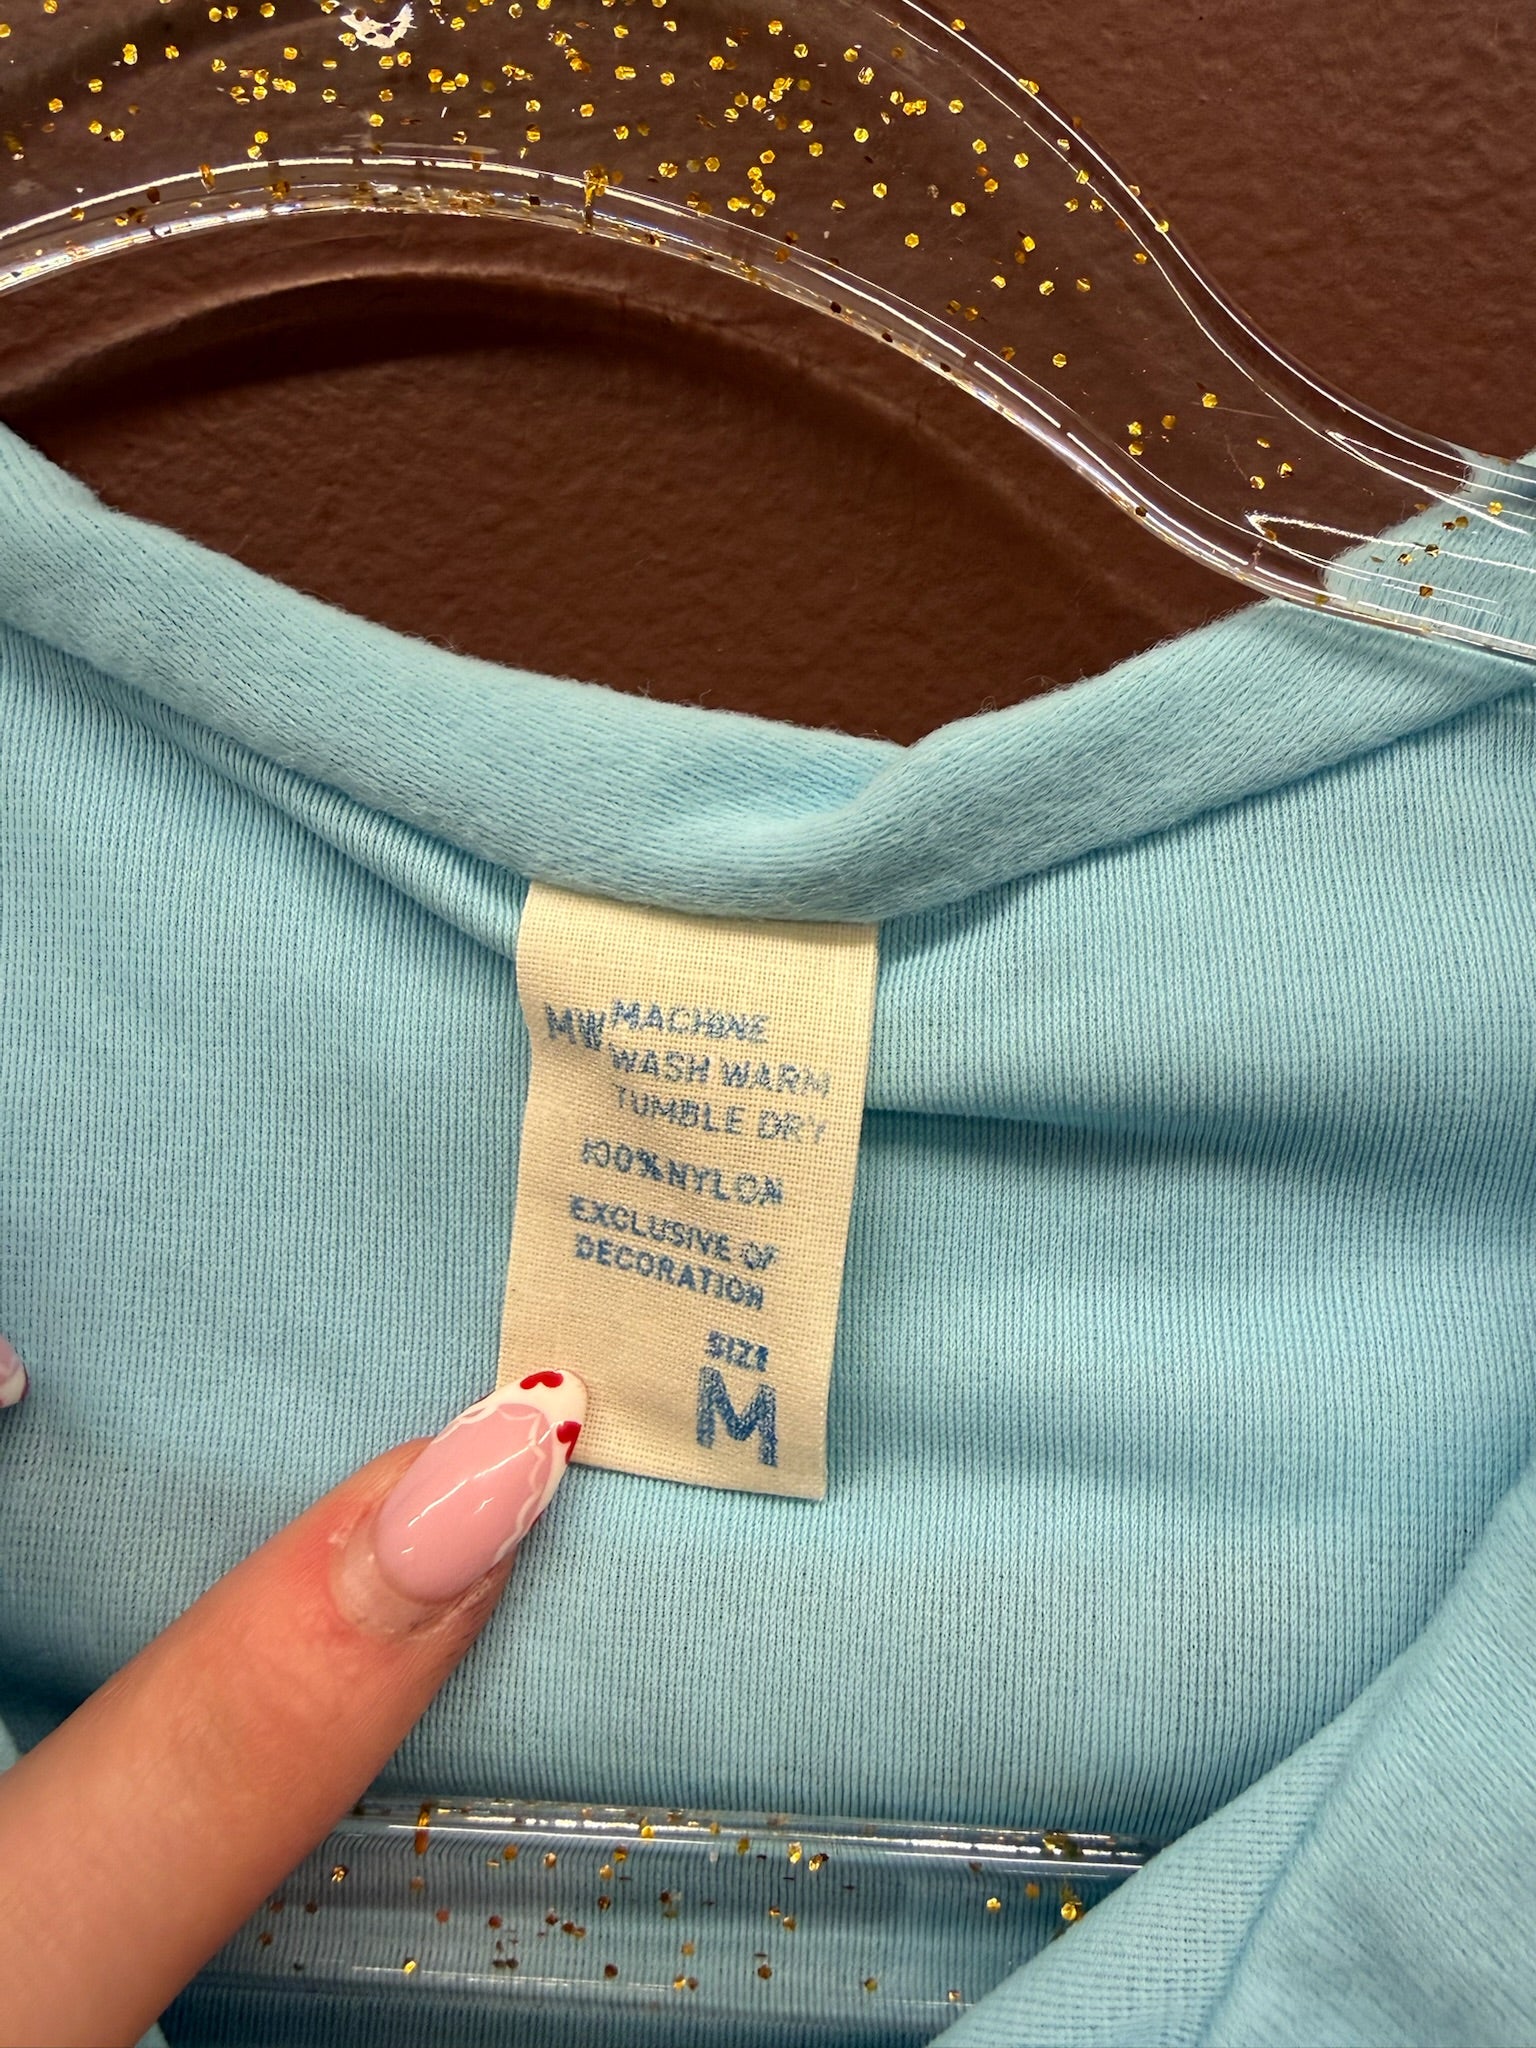 MW MACHINE
WASH WARM
TUMBLE DRY
100% NYLON
EXCLUSIVE OF
DECORATION
SIZE
M